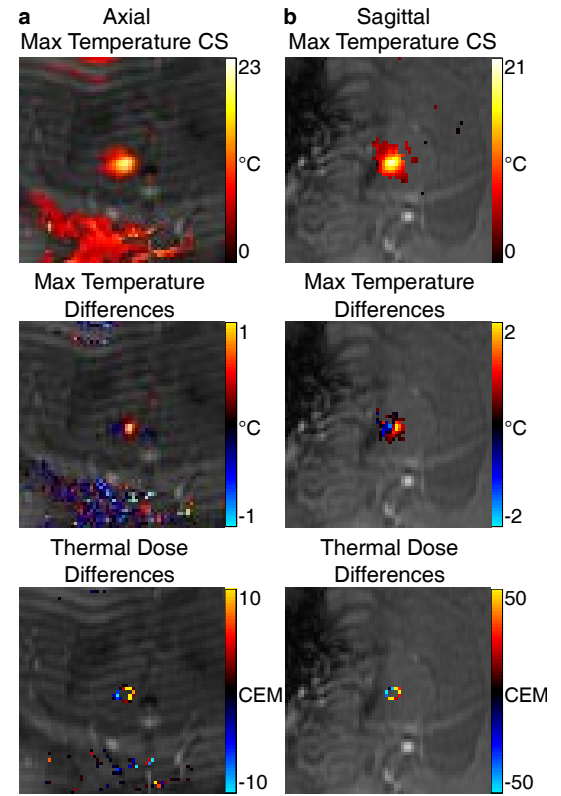 a Axial
Max Temperature CS
23
°C
0
b Sagittal
Max Temperature CS
21
°C
0
Max Temperature
Differences
1
°C
-1
Max Temperature
Differences
2
°C
-2
Thermal Dose
Differences
10
CEM
-10
Thermal Dose
Differences
50
CEM
-50